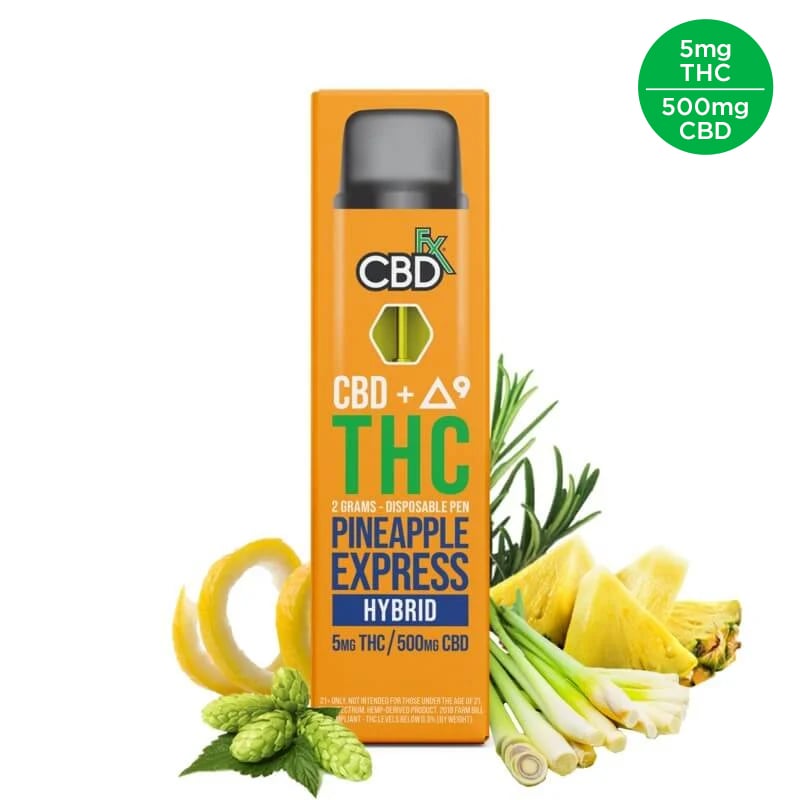 5mg
THC
500mg
CBD
CBD FX
CBD + Δ9
THC
2 GRAMS - DISPOSABLE PEN
PINEAPPLE
EXPRESS
HYBRID
5MG THC/500MG CBD
21+ ONLY. NOT INTENDED FOR THOSE UNDER THE AGE OF 21.
SPECTRUM. HEMP-DERIVED PRODUCT. 2018 FARM BILL
- THC LEVELS BELOW 0.3% (BY WEIGHT).